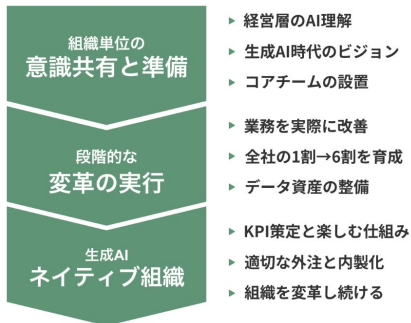 組織単位の
意識共有と準備
経営層のAI理解
生成AI時代のビジョン
コアチームの設置
段階的な
変革の実行
業務を実際に改善
全社の1割→6割を育成
データ資産の整備
生成AI
ネイティブ組織
KPI策定と楽しむ仕組み
適切な外注と内製化
組織を変革し続ける